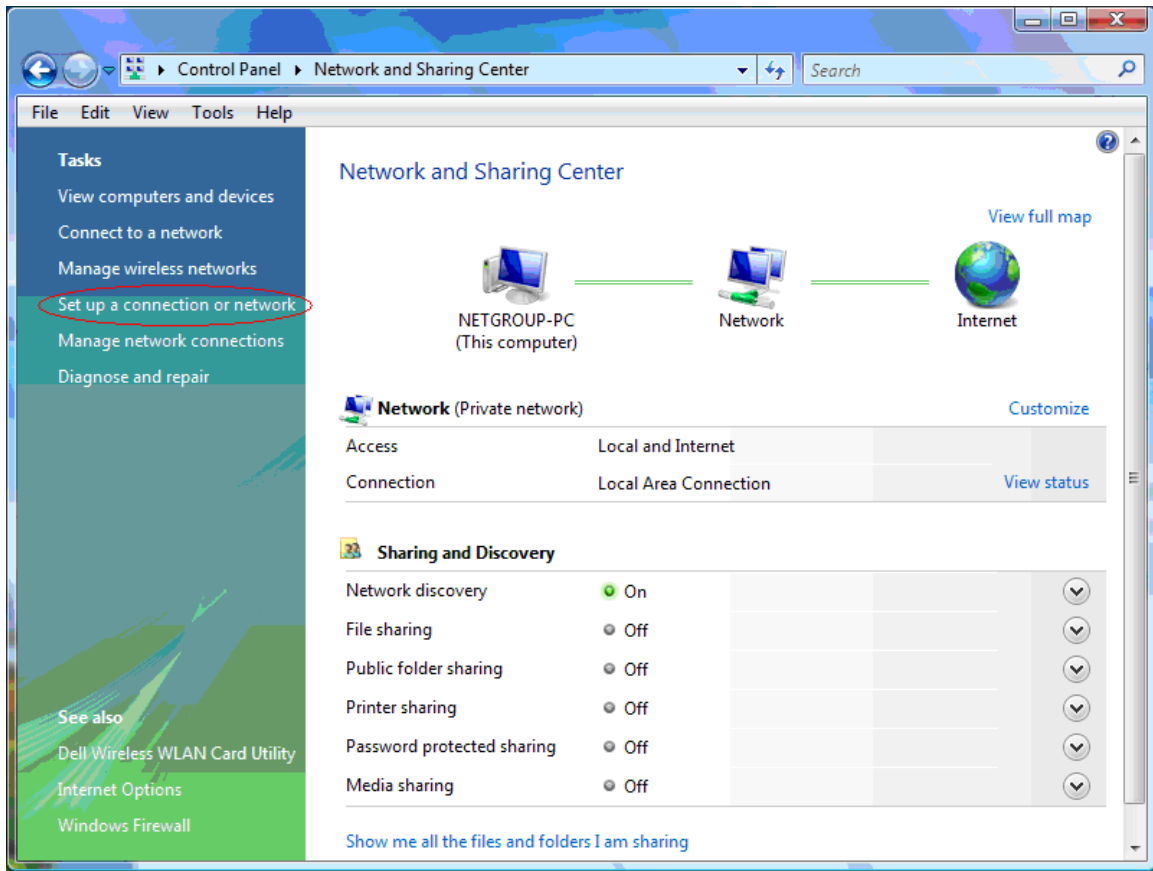 Control Panel Network and Sharing Center
Search
File Edit View Tools Help
Tasks
View computers and devices
Connect to a network
Manage wireless networks
Set up a connection or network
Manage network connections
Diagnose and repair
See also
Dell Wireless WLAN Card Utility
Internet Options
Windows Firewall
Network and Sharing Center
View full map
NETGROUP-PC
(This computer)
Network
Internet
Network (Private network)
Customize
Access Local and Internet
Connection Local Area Connection View status
Sharing and Discovery
Network discovery On
File sharing Off
Public folder sharing Off
Printer sharing Off
Password protected sharing Off
Media sharing Off
Show me all the files and folders I am sharing